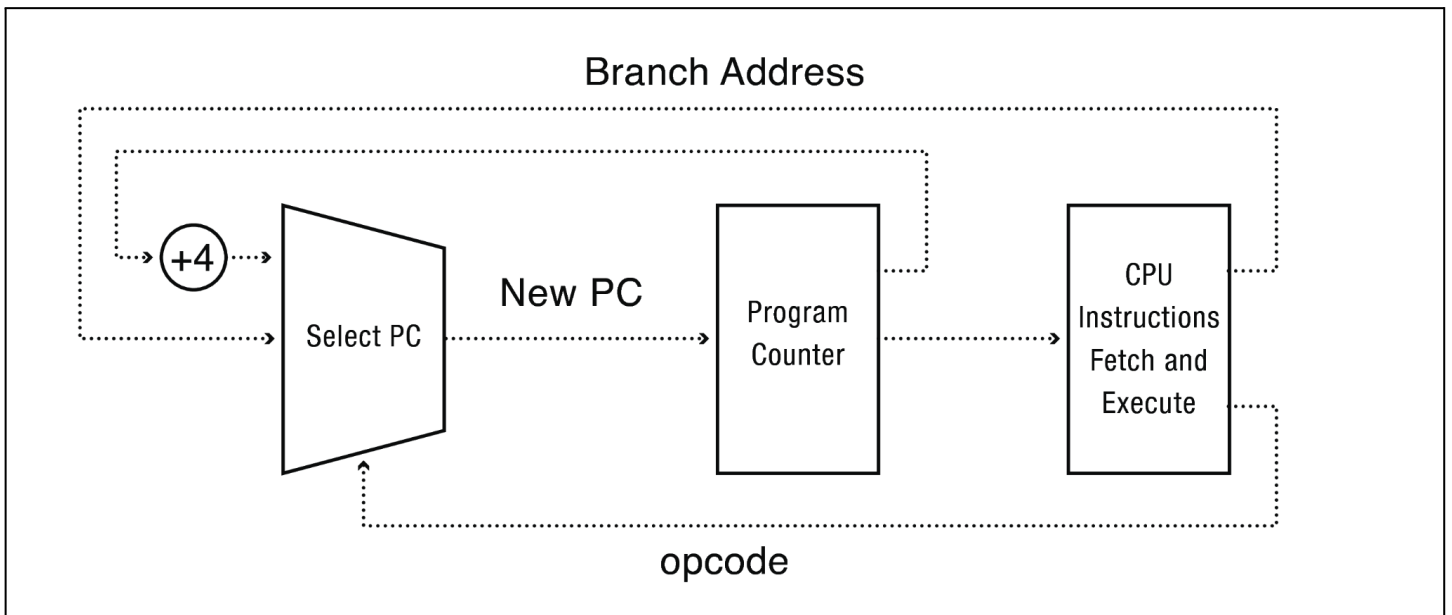 Branch Address
+4
Select PC
New PC
Program
Counter
CPU
Instructions
Fetch and
Execute
opcode